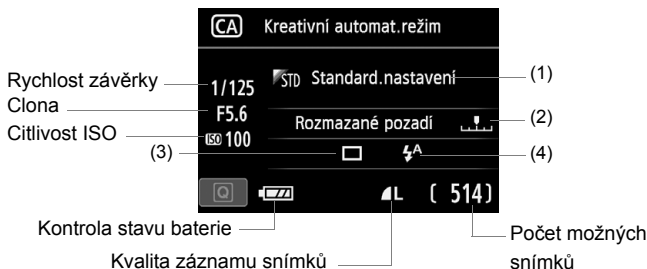 CA Kreativní automat.režim
Rychlost závěrky
1/125
STD Standard.nastavení
(1)
Clona
F5.6
Rozmazané pozadí
(2)
Citlivost ISO
ISO 100
(3)
A
(4)
Q
L
( 514)
Kontrola stavu baterie
Počet možných
snímků
Kvalita záznamu snímků